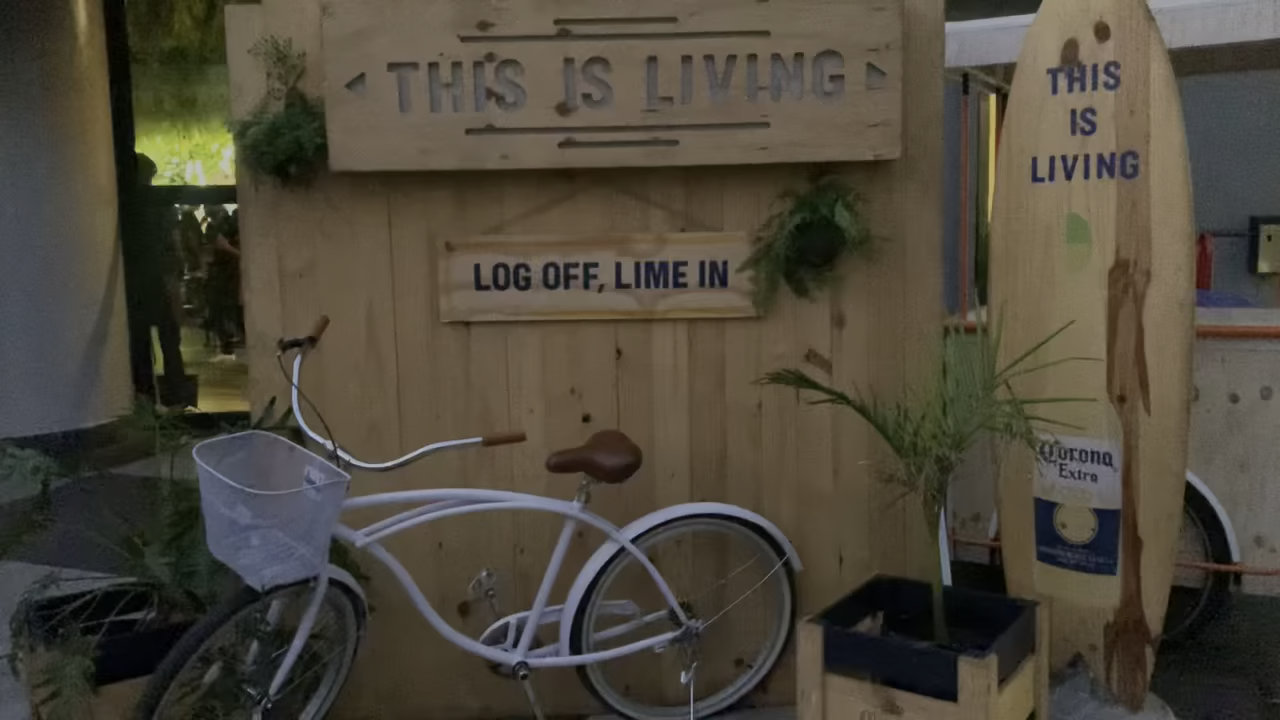 THIS IS LIVING
LOG OFF, LIME IN
THIS
IS
LIVING
Corona
Extra